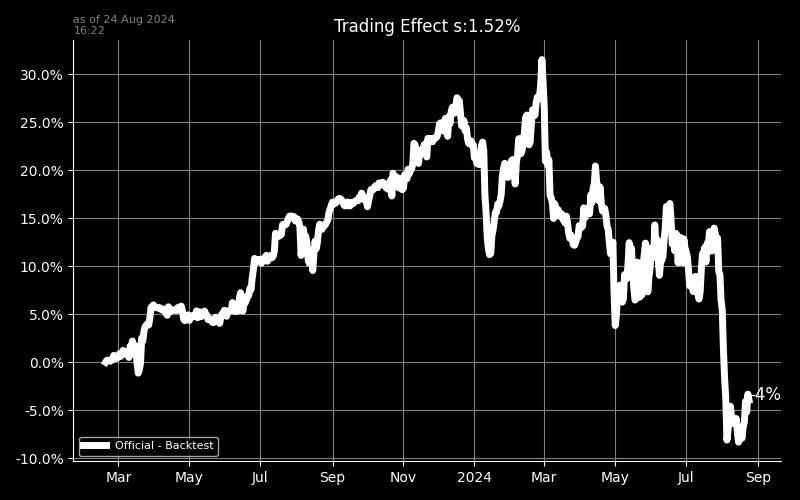 as of 24 Aug 2024
16:22
Trading Effect s:1.52%
30.0%
25.0%
20.0%
15.0%
10.0%
5.0%
0.0%
-5.0%
-10.0%
-4%
Official - Backtest
Mar May Jul Sep Nov 2024 Mar May Jul Sep